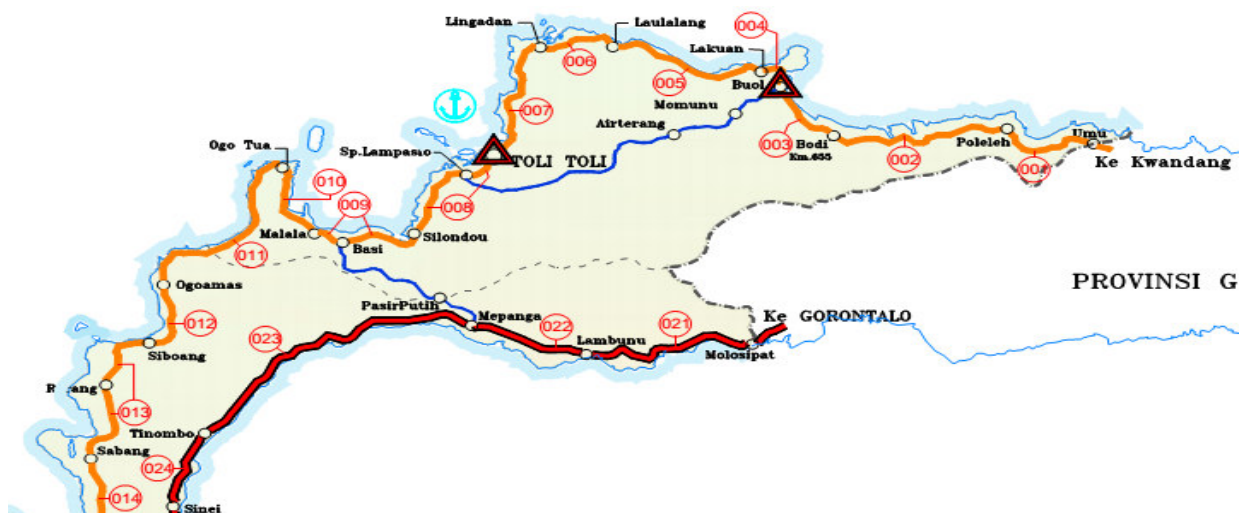 Lingadan
Laulalang
004
Lakuan
006
005
Buol
007
Momunu
Airterang
003
Bodi
Km.655
002
Poleleh
Umu
Ke Kwandang
Ogo Tua
Sp.Lampasio
TOLI TOLI
010
009
008
Malala
Basi
Silondou
011
Ogoamas
PROVINSI G
PasirPutih
Mepanga
Ke GORONTALO
012
023
022
021
Siboang
Lambunu
Molosipat
013
Tinombo
Sabang
024
014
Sinei